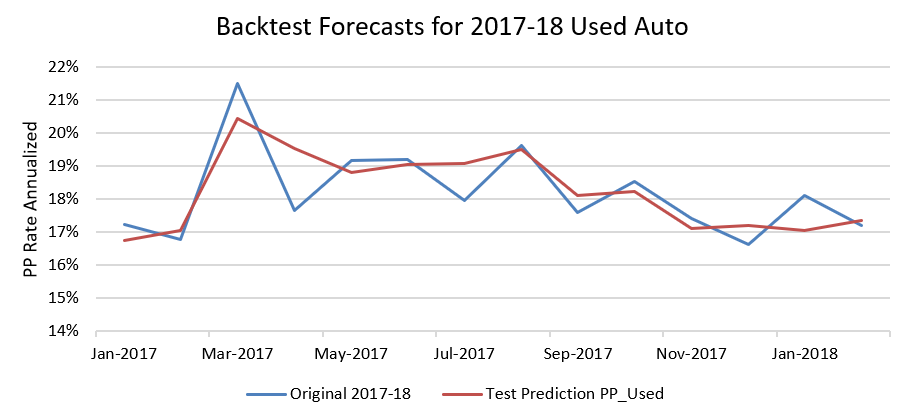 Backtest Forecasts for 2017-18 Used Auto
PP Rate Annualized
22%
21%
20%
19%
18%
17%
16%
15%
14%
Jan-2017 Mar-2017 May-2017 Jul-2017 Sep-2017 Nov-2017 Jan-2018
Original 2017-18 Test Prediction PP_Used